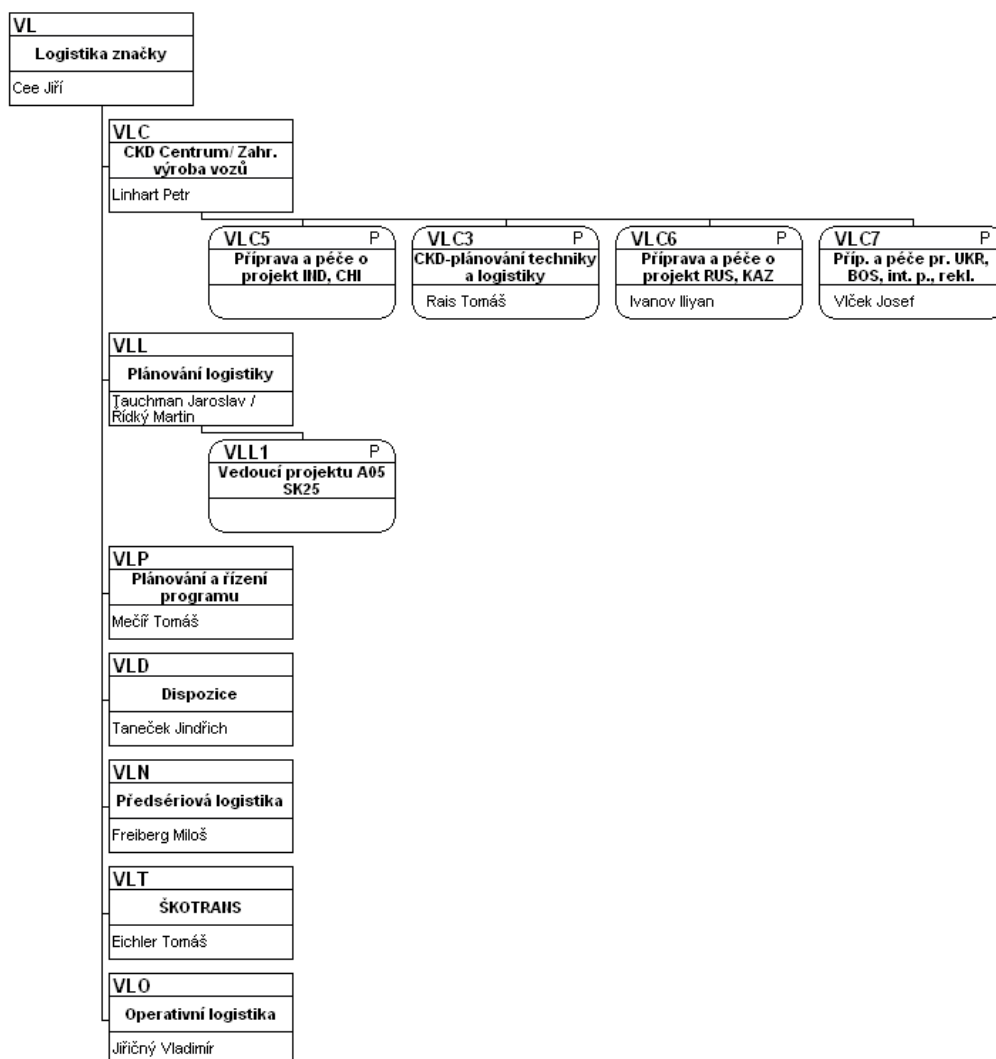 VL
Logistika značky
Cee Jiří
VLC
CKD Centrum/ Zahr.
výroba vozů
Linhart Petr
VLC5 P
Příprava a péče o
projekt IND, CHI
VLC3 P
CKD-plánování techniky
a logistiky
Rais Tomáš
VLC6 P
Příprava a péče o
projekt RUS, KAZ
Ivanov Iliyan
VLC7 P
Příp. a péče pr. UKR,
BOS, int. p., rekl.
Vlček Josef
VLL
Plánování logistiky
Tauchman Jaroslav /
Řídký Martin
VLL1 P
Vedoucí projektu A05
SK25
VLP
Plánování a řízení
programu
Mečíř Tomáš
VLD
Dispozice
Taneček Jindřich
VLN
Předsériová logistika
Freiberg Miloš
VLT
ŠKOTRANS
Eichler Tomáš
VLO
Operativní logistika
Jiřičný Vladimír